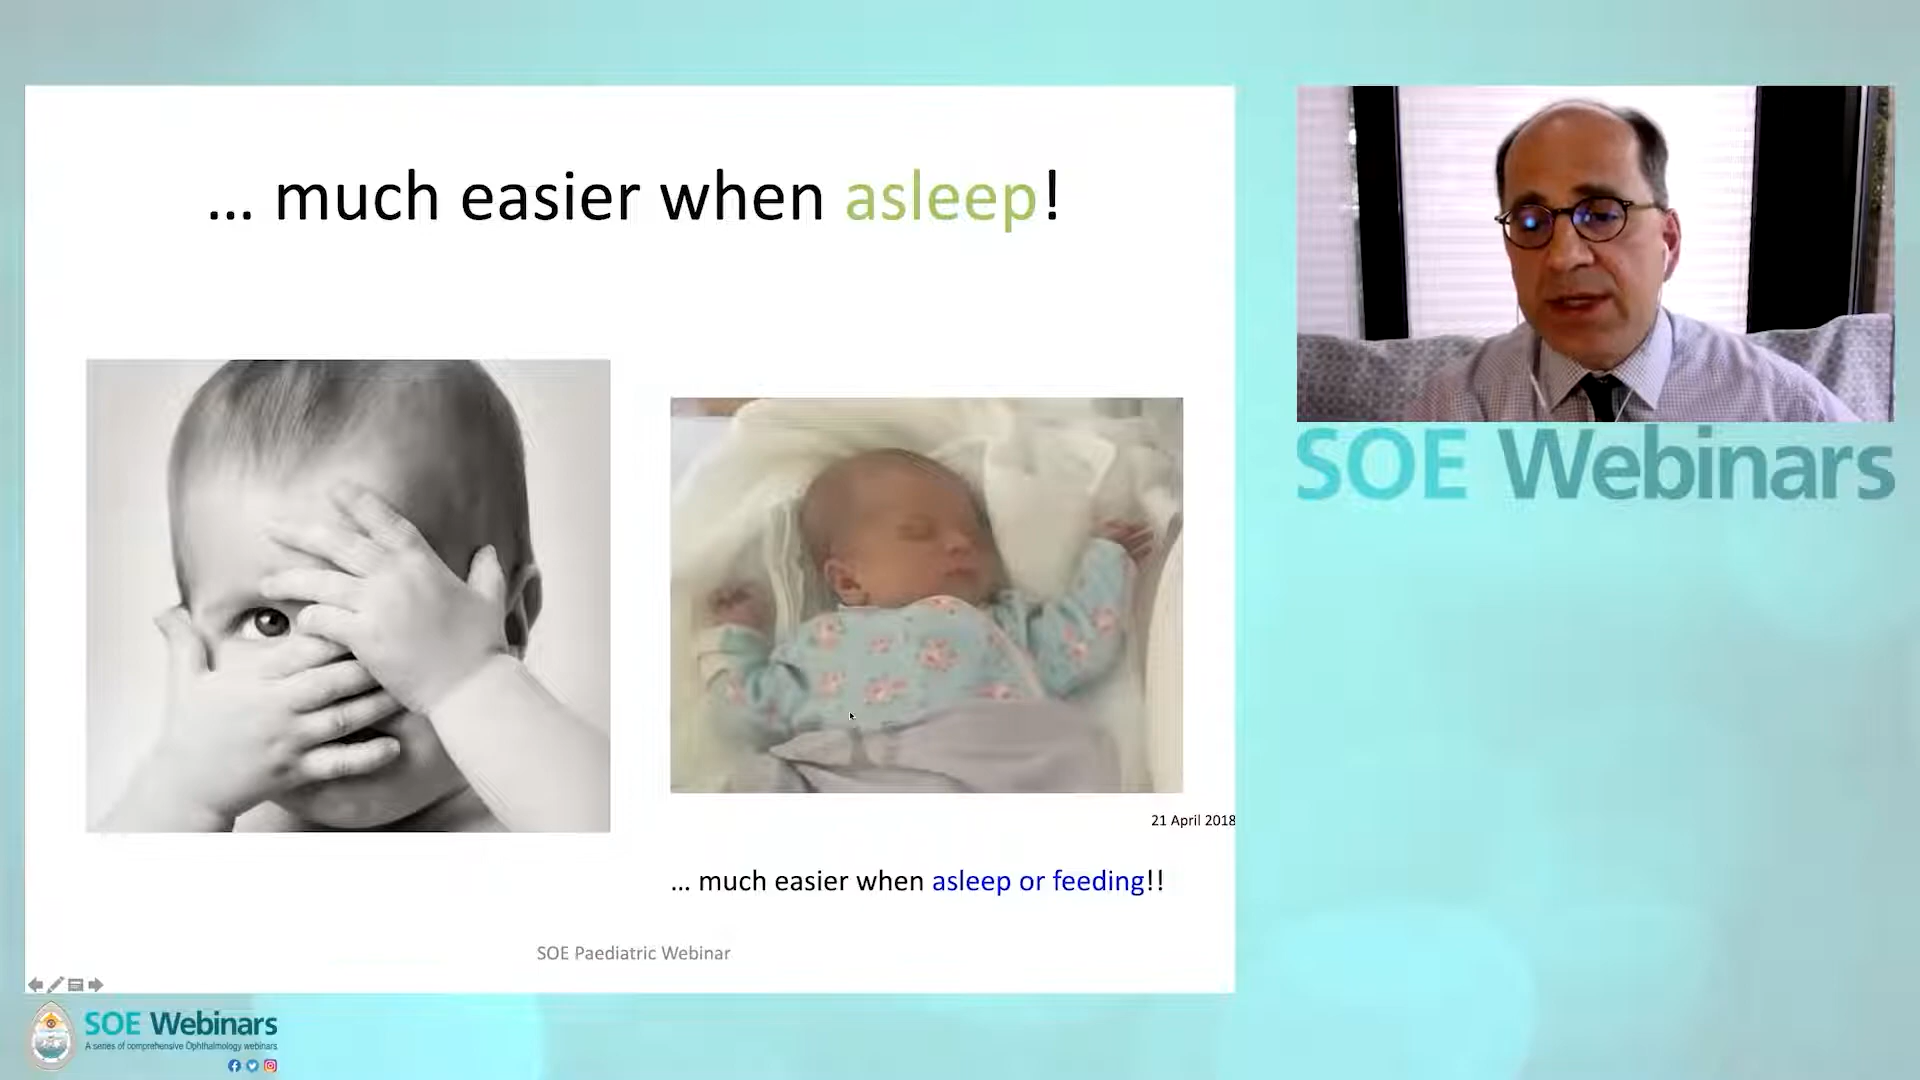 ... much easier when asleep!
21 April 2018
... much easier when asleep or feeding!!
SOE Paediatric Webinar
SOE Webinars
SOE Webinars
A series of comprehensive Ophthalmology webinars